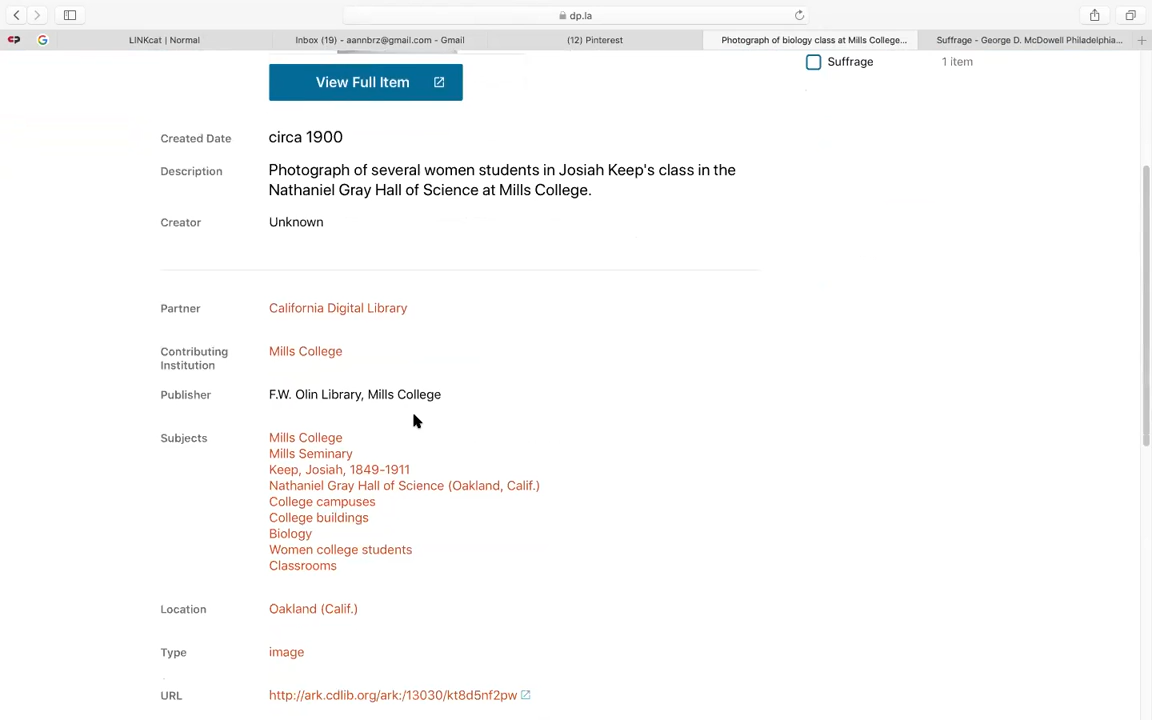 dp.la
LINKcat | Normal
Inbox (19) - aannbrz@gmail.com - Gmail
(12) Pinterest
Photograph of biology class at Mills College...
Suffrage - George D. McDowell Philadelphia...
View Full Item
Suffrage 1 item
Created Date circa 1900
Description Photograph of several women students in Josiah Keep's class in the
Nathaniel Gray Hall of Science at Mills College.
Creator Unknown
Partner California Digital Library
Contributing Institution Mills College
Publisher F.W. Olin Library, Mills College
Subjects Mills College
Mills Seminary
Keep, Josiah, 1849-1911
Nathaniel Gray Hall of Science (Oakland, Calif.)
College campuses
College buildings
Biology
Women college students
Classrooms
Location Oakland (Calif.)
Type image
URL http://ark.cdlib.org/ark:/13030/kt8d5nf2pw